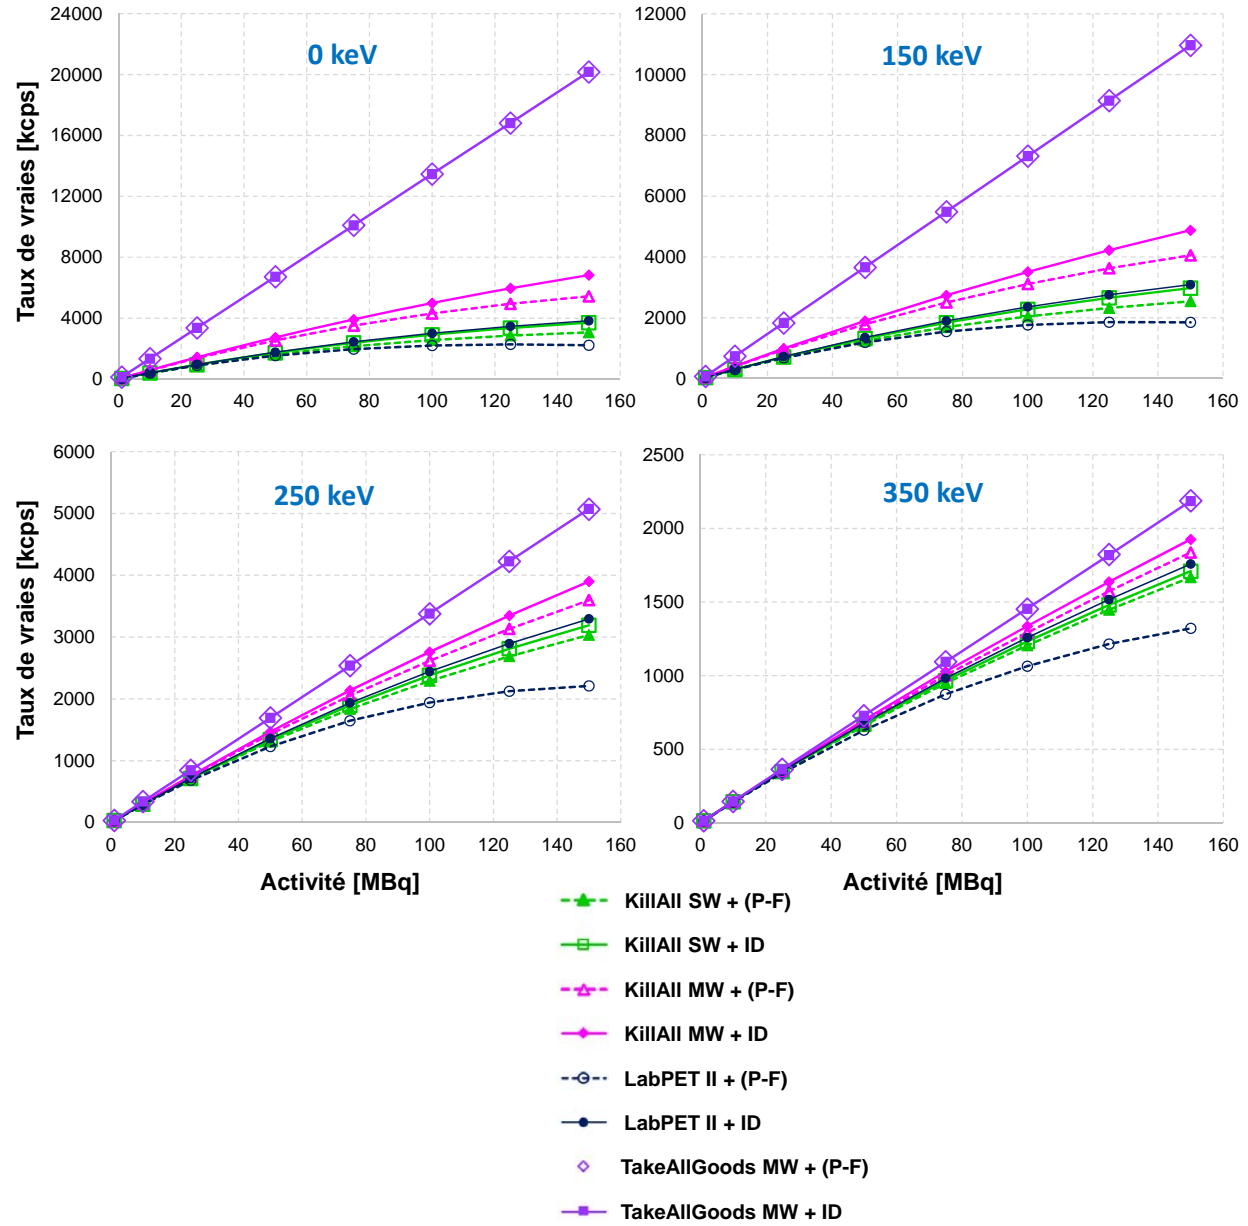 0 keV
Taux de vraies [kcps]
24000
20000
16000
12000
8000
4000
0
0 20 40 60 80 100 120 140 160
150 keV
12000
10000
8000
6000
4000
2000
0
0 20 40 60 80 100 120 140 160
250 keV
Taux de vraies [kcps]
6000
5000
4000
3000
2000
1000
0
0 20 40 60 80 100 120 140 160
Activité [MBq]
350 keV
2500
2000
1500
1000
500
0
0 20 40 60 80 100 120 140 160
Activité [MBq]
KillAll SW + (P-F)
KillAll SW + ID
KillAll MW + (P-F)
KillAll MW + ID
LabPET II + (P-F)
LabPET II + ID
TakeAllGoods MW + (P-F)
TakeAllGoods MW + ID